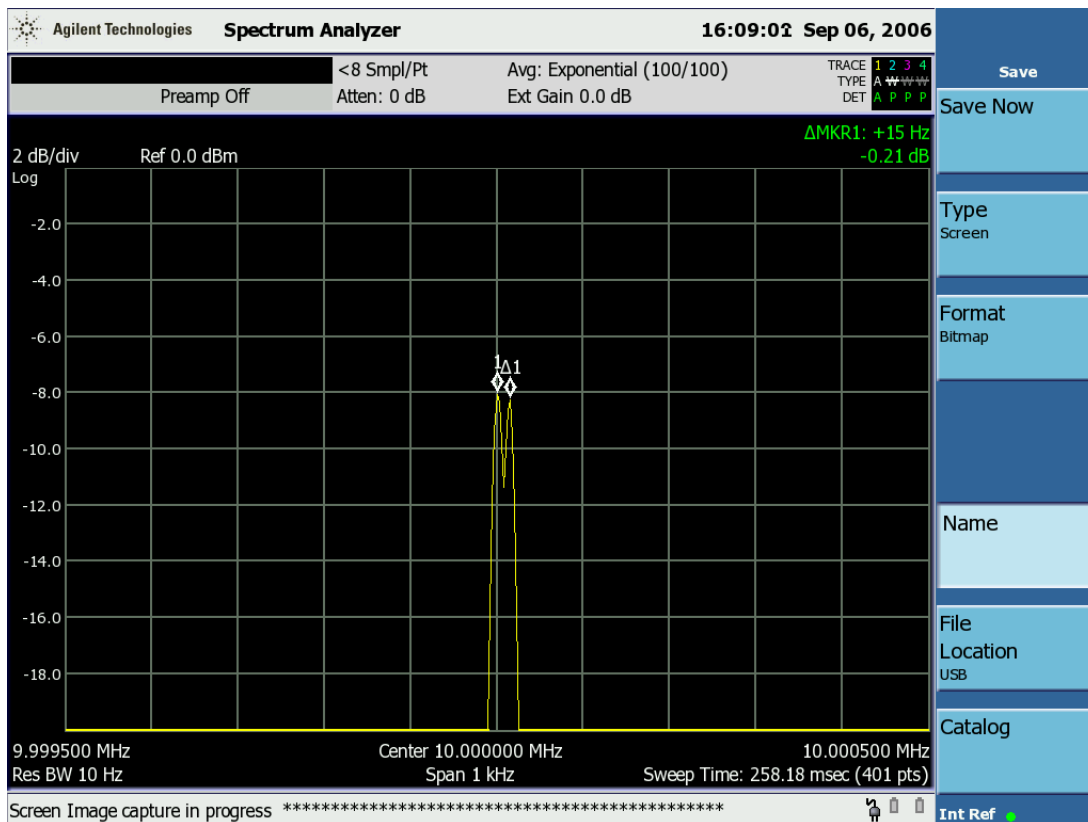 Agilent Technologies Spectrum Analyzer 16:09:02 Sep 06, 2006
<8 Smpl/Pt Avg: Exponential (100/100) TRACE 1 2 3 4
TYPE A W W W
Preamp Off Atten: 0 dB Ext Gain 0.0 dB DET A P P P
ΔMKR1: +15 Hz
2 dB/div Ref 0.0 dBm -0.21 dB
Log
-2.0
-4.0
-6.0
1 Δ1
-8.0
-10.0
-12.0
-14.0
-16.0
-18.0
9.999500 MHz Center 10.000000 MHz 10.000500 MHz
Res BW 10 Hz Span 1 kHz Sweep Time: 258.18 msec (401 pts)
Screen Image capture in progress ************************************************
Save
Save Now
Type
Screen
Format
Bitmap
Name
File
Location
USB
Catalog
Int Ref